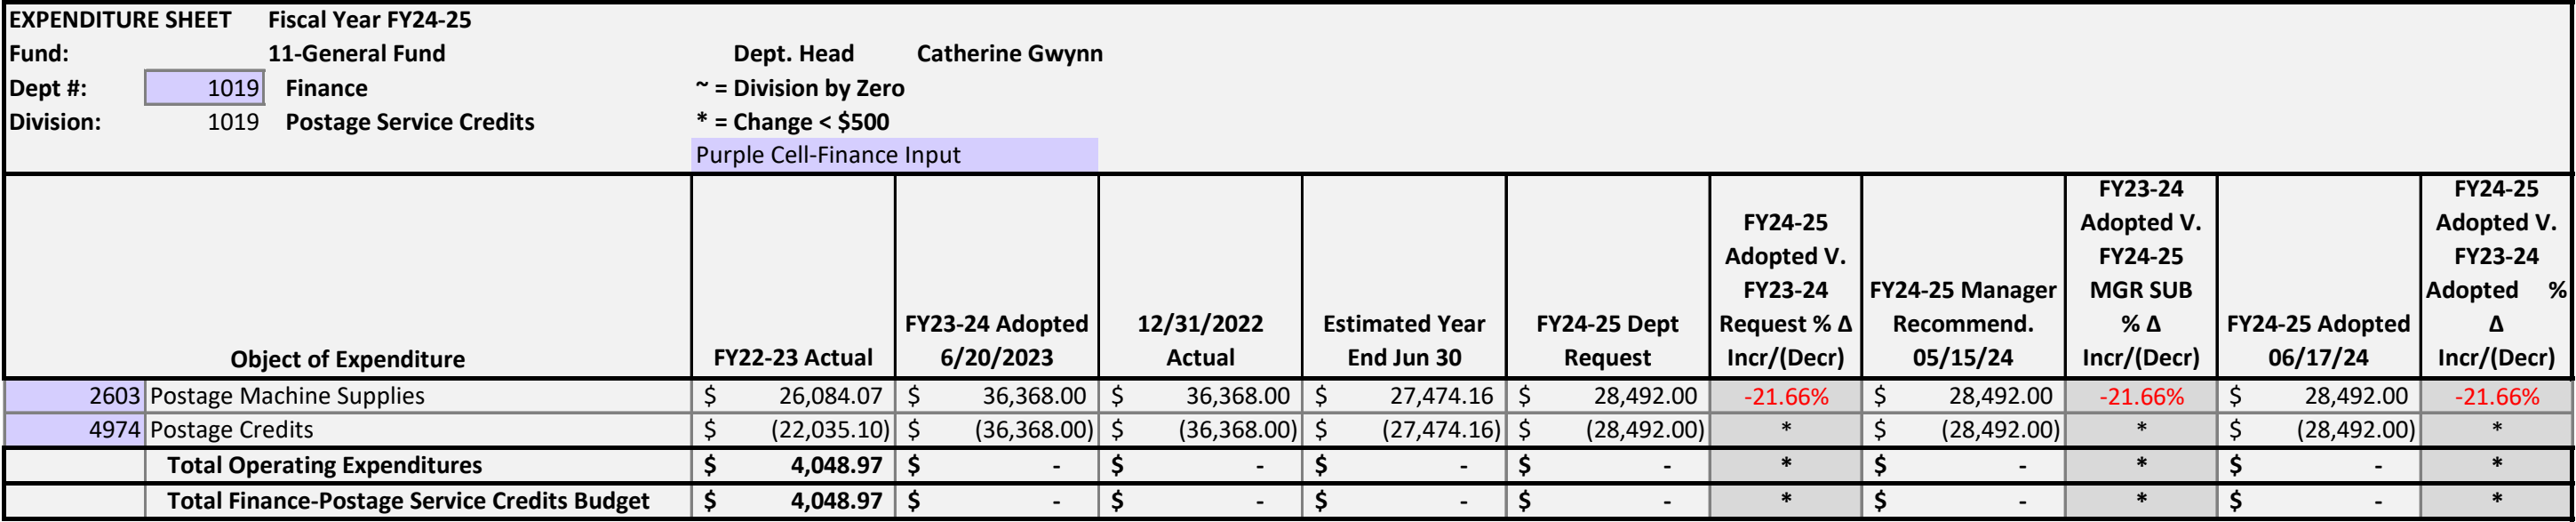 EXPENDITURE SHEET Fiscal Year FY24-25
Fund: 11-General Fund Dept. Head Catherine Gwynn
Dept #: 1019 Finance ~ = Division by Zero
Division: 1019 Postage Service Credits * = Change < $500
Purple Cell-Finance Input
FY23-24 FY24-25
FY24-25 Adopted V. Adopted V.
Adopted V. FY24-25 FY23-24
FY23-24 FY24-25 Manager MGR SUB Adopted %
FY23-24 Adopted 12/31/2022 Estimated Year FY24-25 Dept Request % Δ Recommend. % Δ FY24-25 Adopted Δ
Object of Expenditure FY22-23 Actual 6/20/2023 Actual End Jun 30 Request Incr/(Decr) 05/15/24 Incr/(Decr) 06/17/24 Incr/(Decr)
2603 Postage Machine Supplies $ 26,084.07 $ 36,368.00 $ 36,368.00 $ 27,474.16 $ 28,492.00 -21.66% $ 28,492.00 -21.66% $ 28,492.00 -21.66%
4974 Postage Credits $ (22,035.10) $ (36,368.00) $ (36,368.00) $ (27,474.16) $ (28,492.00) * $ (28,492.00) * $ (28,492.00) *
Total Operating Expenditures $ 4,048.97 $ - $ - $ - $ - * $ - * $ - *
Total Finance-Postage Service Credits Budget $ 4,048.97 $ - $ - $ - $ - * $ - * $ - *